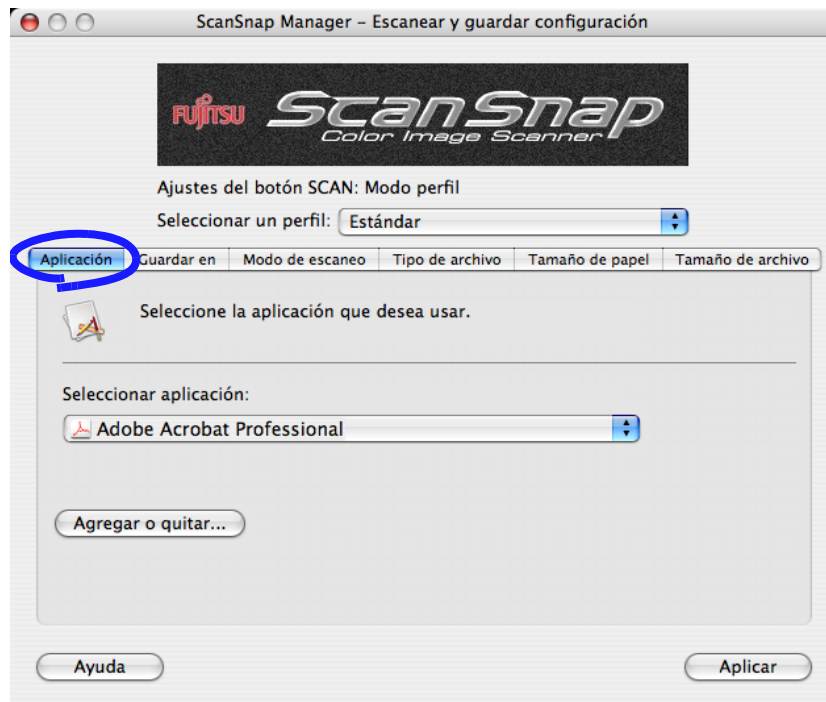 ScanSnap Manager – Escanear y guardar configuración
FUJITSU ScanSnap
Color Image Scanner
Ajustes del botón SCAN: Modo perfil
Seleccionar un perfil: Estándar
Aplicación Guardar en Modo de escaneo Tipo de archivo Tamaño de papel Tamaño de archivo
Seleccione la aplicación que desea usar.
Seleccionar aplicación:
Adobe Acrobat Professional
Agregar o quitar...
Ayuda Aplicar